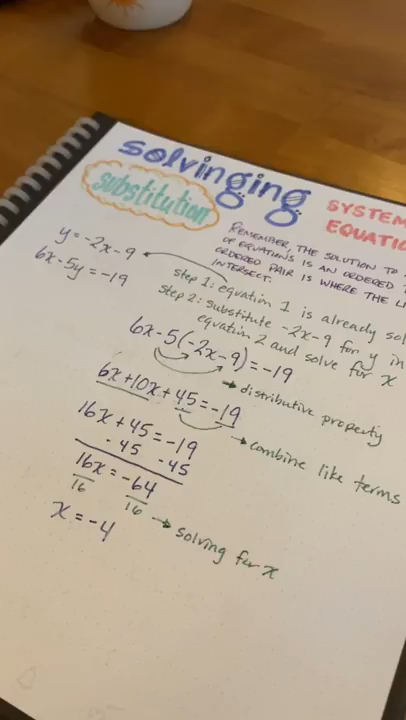 solvinging
SYSTEM
EQUATIO
substitution
REMEMBER, THE SOLUTION TO
OF EQUATIONS IS AN ORDERED
ORDERED PAIR IS WHERE THE LI
INTERSECT.
y=-2x-9
6x-5y=-19
step 1: equation 1 is already sol
step 2: substitute -2x-9 for y in
equation 2 and solve for x
6x-5(-2x-9)=-19
→ distributive property
6x+10x+45=-19
→ combine like terms
16x+45=-19
-45 -45
16x=-64
16 16
x=-4
→ solving for x